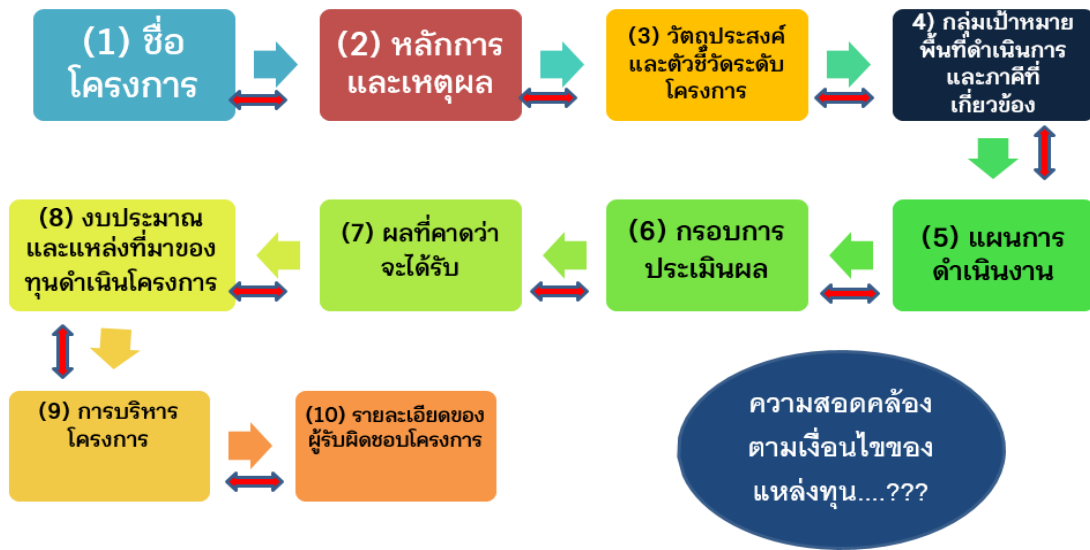 (1) ชื่อ
โครงการ
(2) หลักการ
และเหตุผล
(3) วัตถุประสงค์
และตัวชี้วัดระดับ
โครงการ
4) กลุ่มเป้าหมาย
พื้นที่ดำเนินการ
และภาคีที่
เกี่ยวข้อง
(5) แผนการ
ดำเนินงาน
(6) กรอบการ
ประเมินผล
(7) ผลที่คาดว่า
จะได้รับ
(8) งบประมาณ
และแหล่งที่มาของ
ทุนดำเนินโครงการ
(9) การบริหาร
โครงการ
(10) รายละเอียดของ
ผู้รับผิดชอบโครงการ
ความสอดคล้อง
ตามเงื่อนไขของ
แหล่งทุน....???